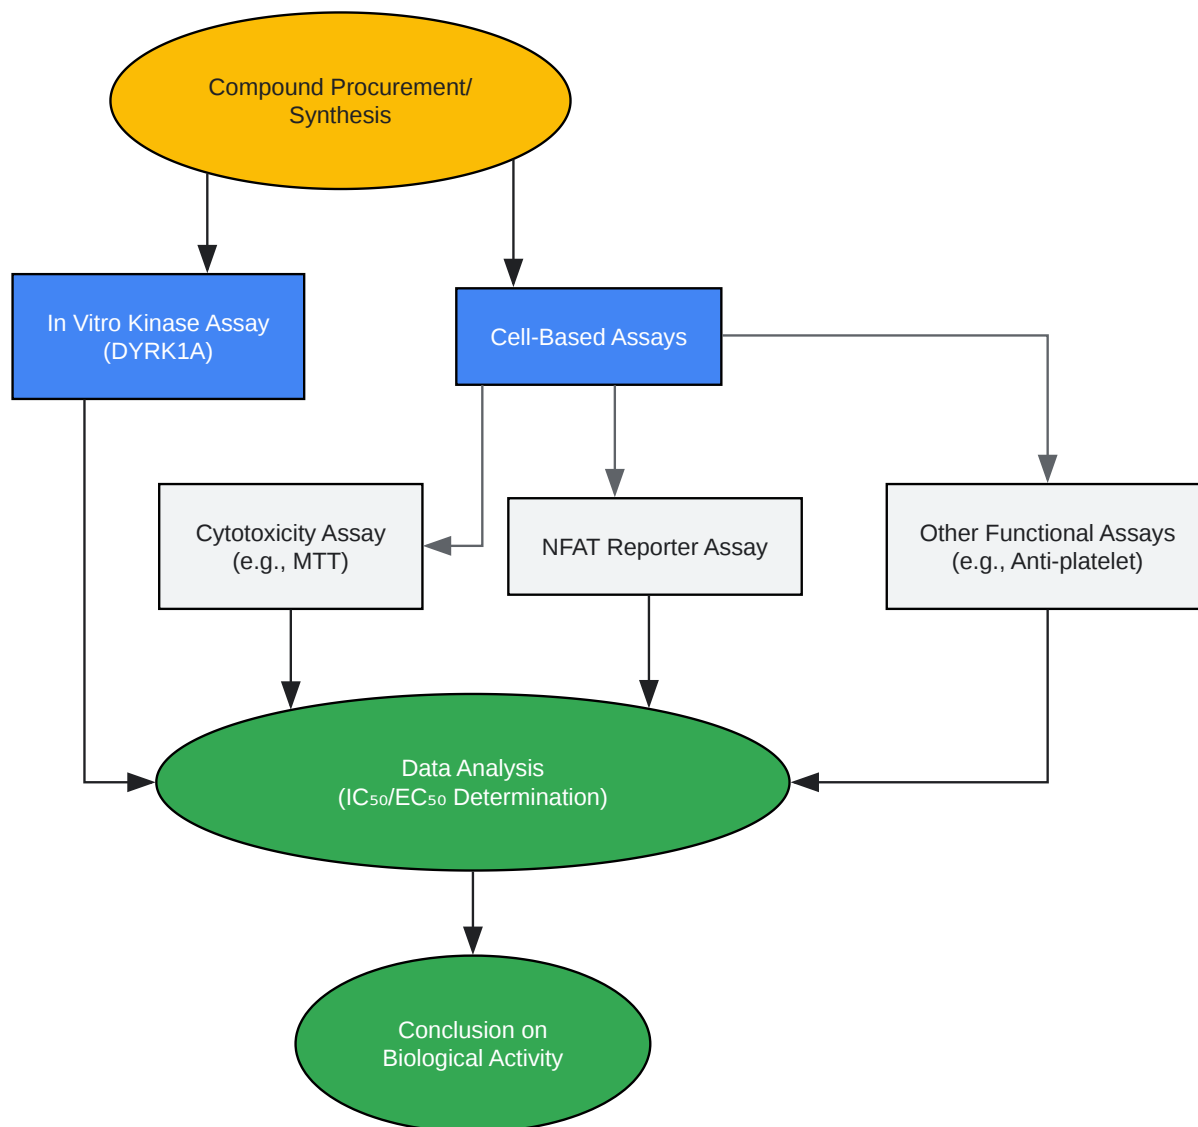 Compound Procurement/
Synthesis
In Vitro Kinase Assay
(DYRK1A)
Cell-Based Assays
Cytotoxicity Assay
(e.g., MTT)
NFAT Reporter Assay
Other Functional Assays
(e.g., Anti-platelet)
Data Analysis
(IC₅₀/EC₅₀ Determination)
Conclusion on
Biological Activity